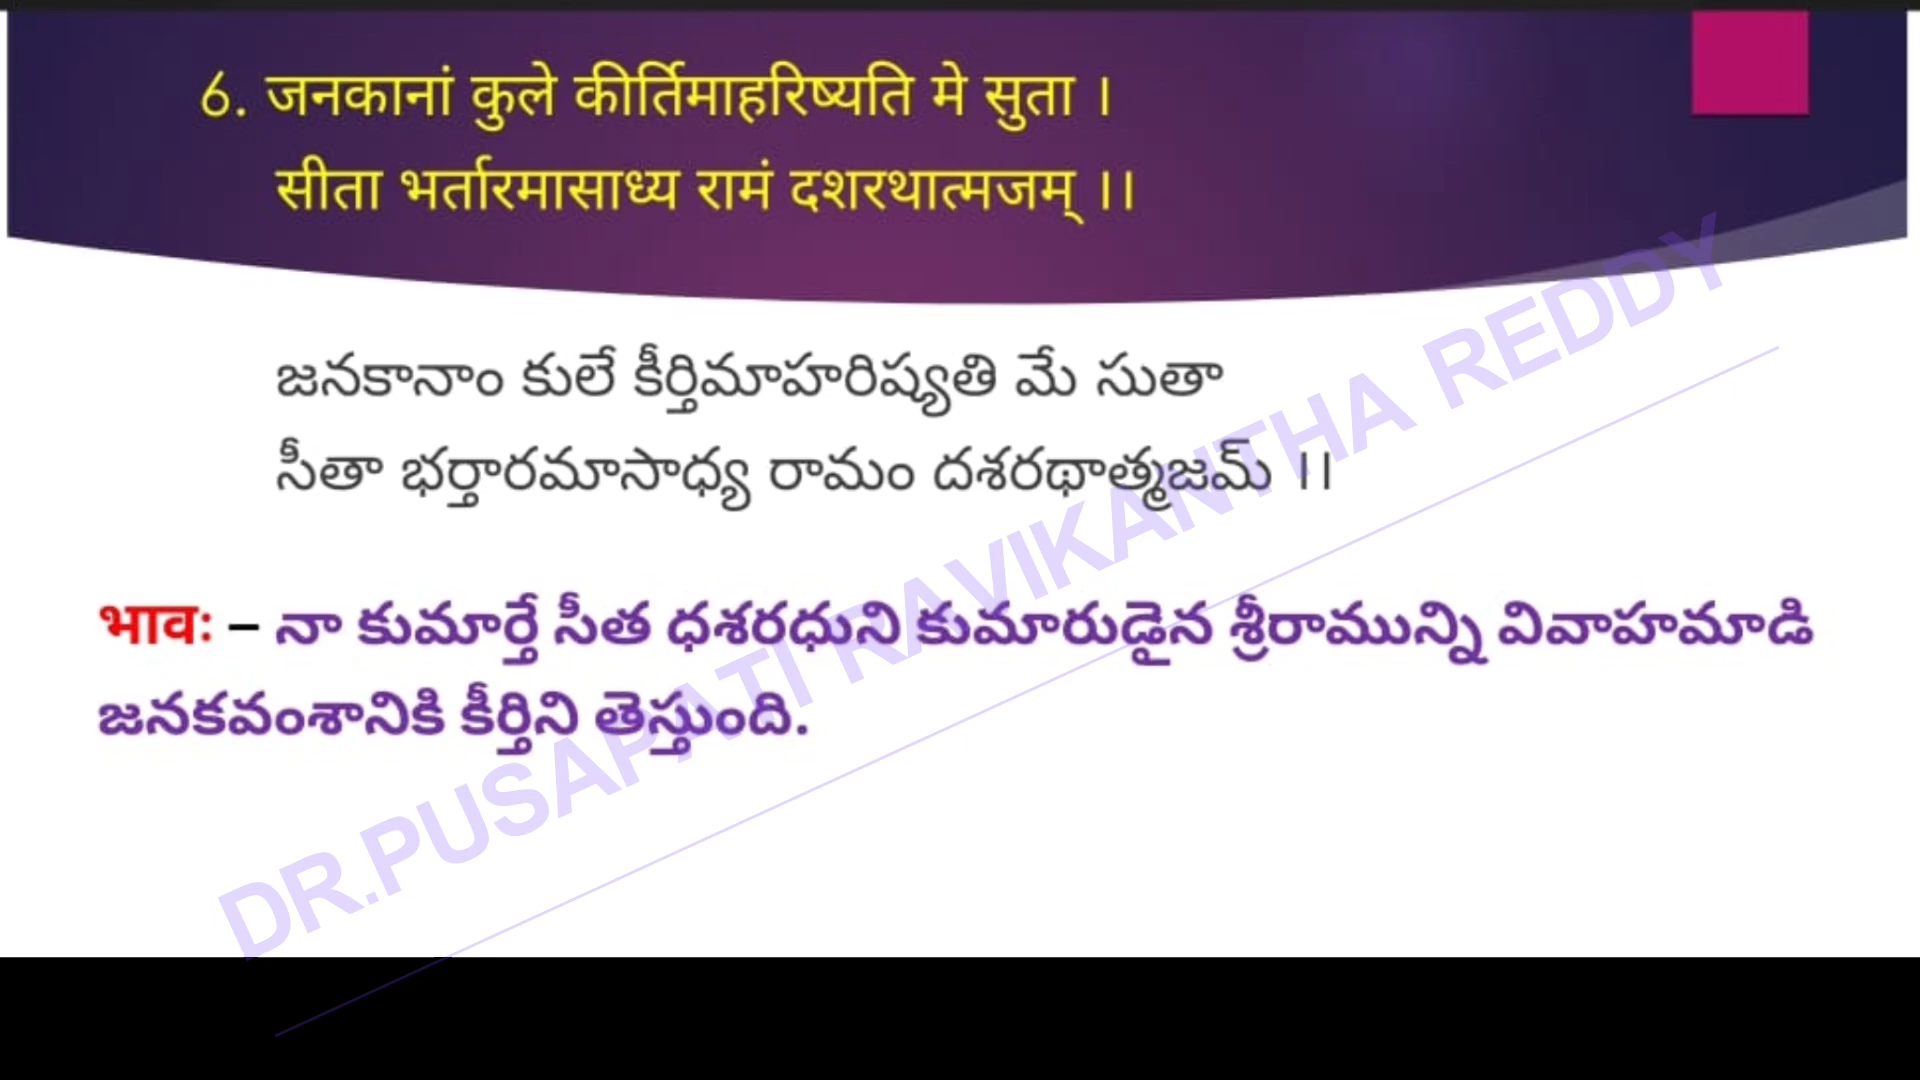 6. जनकानां कुले कीर्तिमाहरिष्यति मे सुता ।
सीता भर्तारमासाध्य रामं दशरथात्मजम् ।।
జనకానాం కులే కీర్తిమాహరిష్యతి మే సుతా
సీతా భర్తారమాసాధ్య రామం దశరథాత్మజమ్ ।।
भावः – నా కుమార్తే సీత ధశరధుని కుమారుడైన శ్రీరామున్ని వివాహమాడి
జనకవంశానికి కీర్తిని తెస్తుంది.
DR.PUSAPATI RAVIKANTHA REDDY